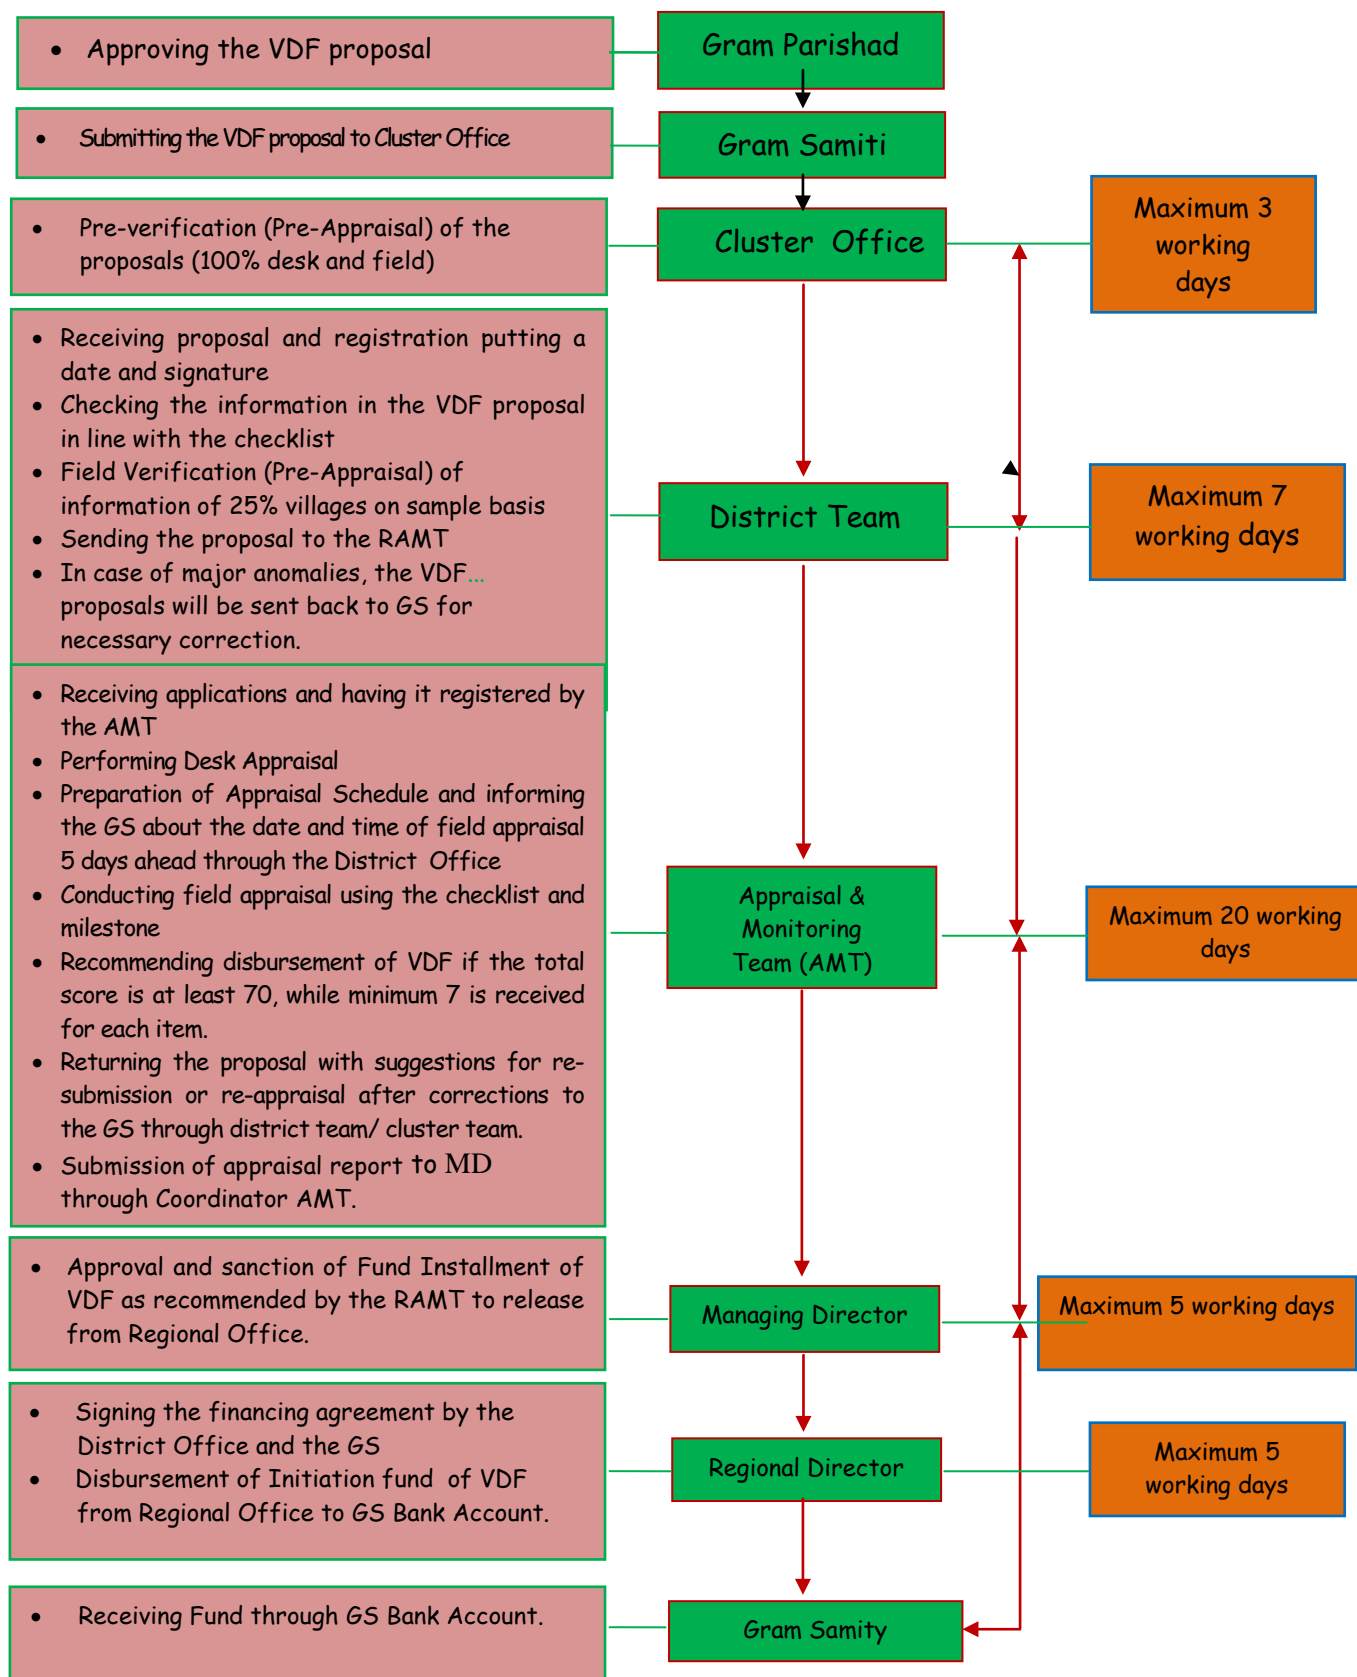 • Approving the VDF proposal
Gram Parishad
• Submitting the VDF proposal to Cluster Office
Gram Samiti
• Pre-verification (Pre-Appraisal) of the
proposals (100% desk and field)
Cluster Office
Maximum 3
working
days
• Receiving proposal and registration putting a
date and signature
• Checking the information in the VDF proposal
in line with the checklist
• Field Verification (Pre-Appraisal) of
information of 25% villages on sample basis
• Sending the proposal to the RAMT
• In case of major anomalies, the VDF...
proposals will be sent back to GS for
necessary correction.
District Team
Maximum 7
working days
• Receiving applications and having it registered by
the AMT
• Performing Desk Appraisal
• Preparation of Appraisal Schedule and informing
the GS about the date and time of field appraisal
5 days ahead through the District Office
• Conducting field appraisal using the checklist and
milestone
• Recommending disbursement of VDF if the total
score is at least 70, while minimum 7 is received
for each item.
• Returning the proposal with suggestions for re-
submission or re-appraisal after corrections to
the GS through district team/ cluster team.
• Submission of appraisal report to MD
through Coordinator AMT.
Appraisal &
Monitoring
Team (AMT)
Maximum 20 working
days
• Approval and sanction of Fund Installment of
VDF as recommended by the RAMT to release
from Regional Office.
Managing Director
Maximum 5 working days
• Signing the financing agreement by the
District Office and the GS
• Disbursement of Initiation fund of VDF
from Regional Office to GS Bank Account.
Regional Director
Maximum 5
working days
• Receiving Fund through GS Bank Account.
Gram Samity